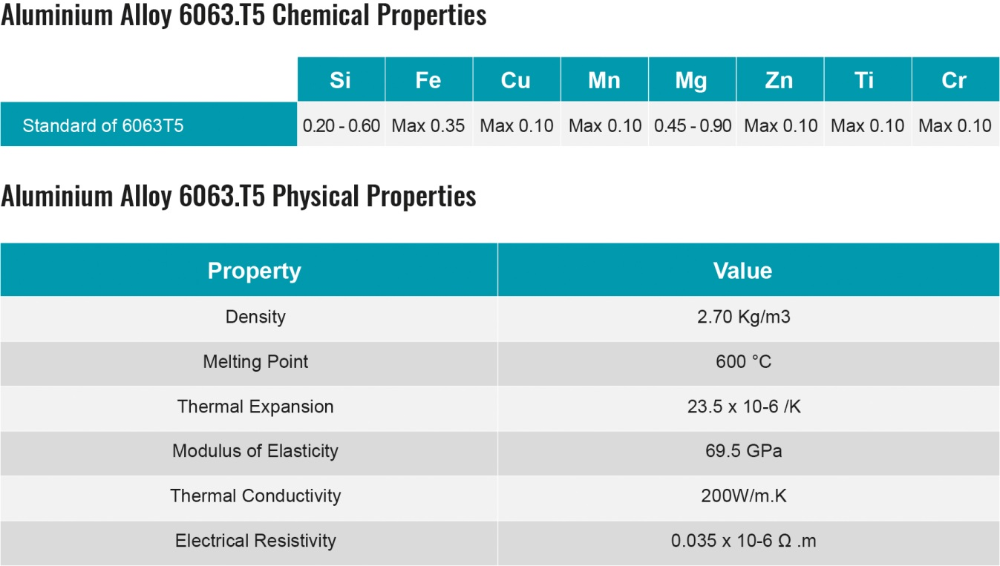 Aluminium Alloy 6063.T5 Chemical Properties
Si Fe Cu Mn Mg Zn Ti Cr
Standard of 6063T5 0.20 - 0.60 Max 0.35 Max 0.10 Max 0.10 0.45 - 0.90 Max 0.10 Max 0.10 Max 0.10
Aluminium Alloy 6063.T5 Physical Properties
Property Value
Density 2.70 Kg/m3
Melting Point 600 °C
Thermal Expansion 23.5 x 10-6 /K
Modulus of Elasticity 69.5 GPa
Thermal Conductivity 200W/m.K
Electrical Resistivity 0.035 x 10-6 Ω .m